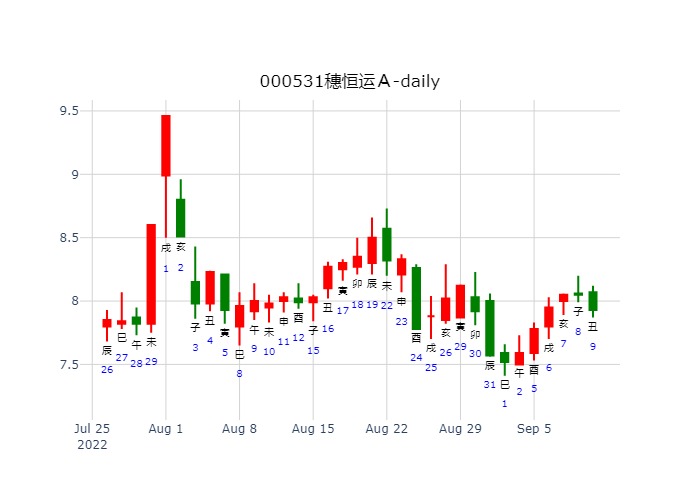 000531穗恒运Ａ-daily
9.5
9
8.5
8
7.5
辰
26
巳
27
午
28
未
29
戌
1
亥
2
子
3
丑
4
寅
5
巳
8
午
9
未
10
申
11
酉
12
子
15
丑
16
寅
17
卯
18
辰
19
未
22
申
23
酉
24
戌
25
亥
26
寅
29
卯
30
辰
31
巳
1
午
2
酉
5
戌
6
亥
7
子
8
丑
9
Jul 25
2022
Aug 1
Aug 8
Aug 15
Aug 22
Aug 29
Sep 5